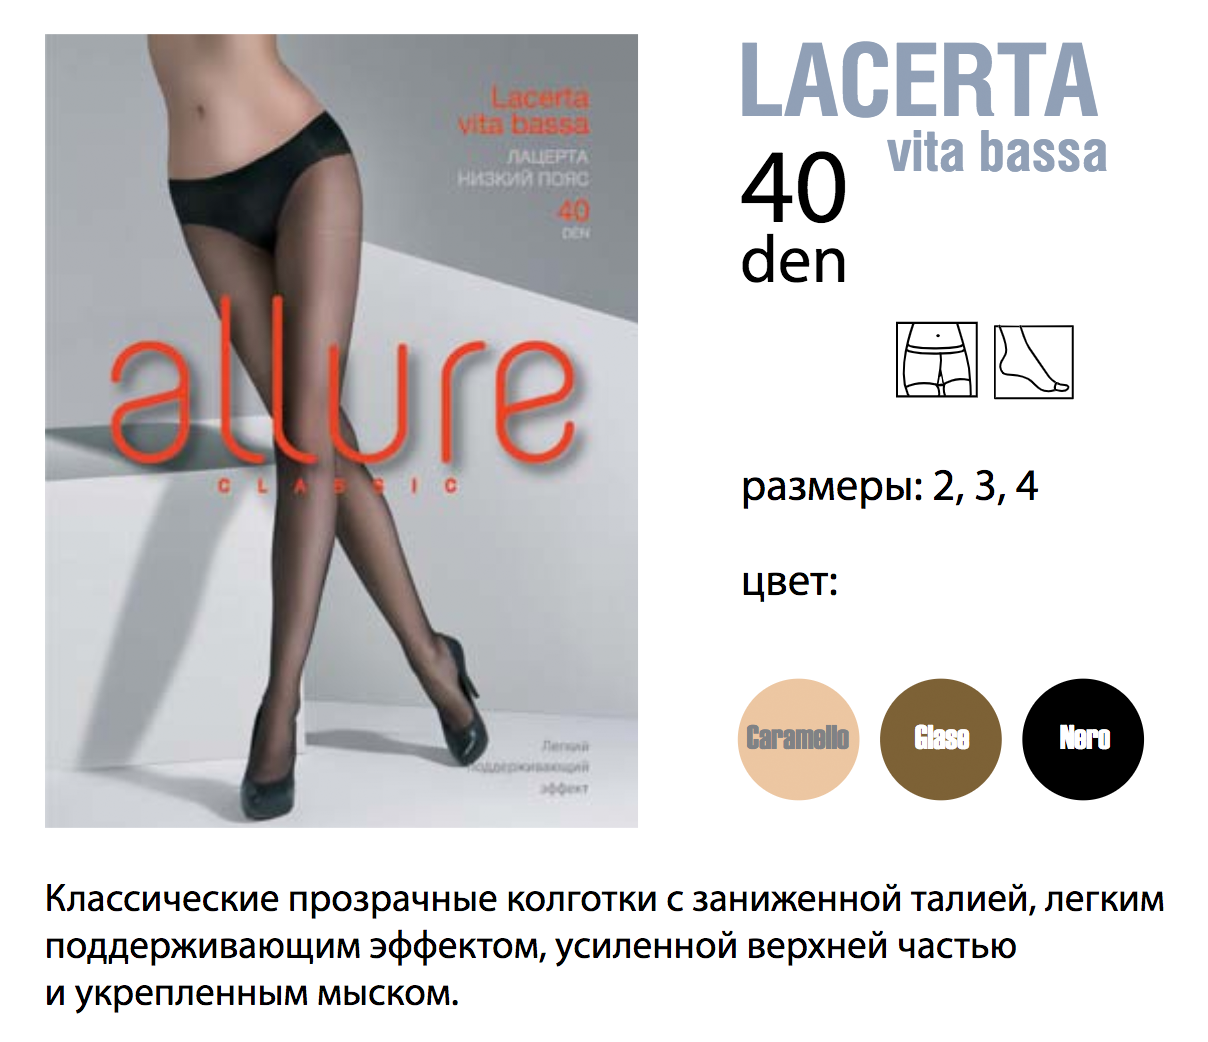 Lacerta
vita bassa
ЛАЦЕРТА
НИЗКИЙ ПОЯС
40
DEN
allure
CLASSIC
Легкий
поддерживающий
эффект
LACERTA
vita bassa
40
den
размеры: 2, 3, 4
цвет:
Caramello Glase Nero
Классические прозрачные колготки с заниженной талией, легким
поддерживающим эффектом, усиленной верхней частью
и укрепленным мыском.